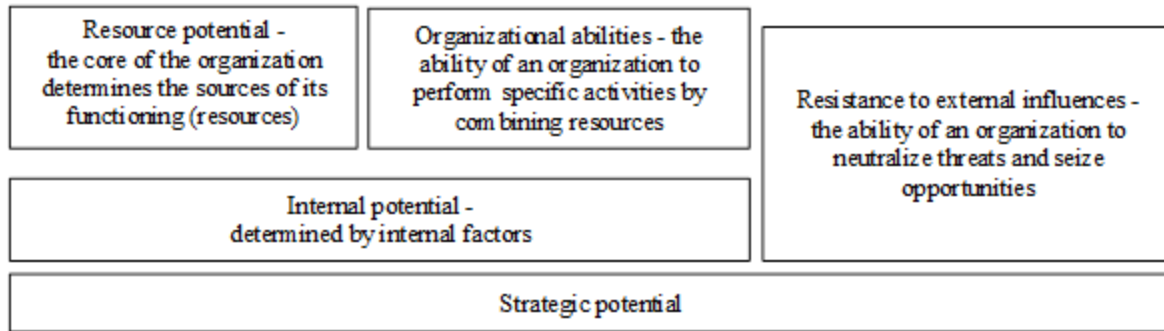 Resource potential -
the core of the organization
determines the sources of its
functioning (resources)
Organizational abilities - the
ability of an organization to
perform specific activities by
combining resources
Resistance to external influences -
the ability of an organization to
neutralize threats and seize
opportunities
Internal potential -
determined by internal factors
Strategic potential